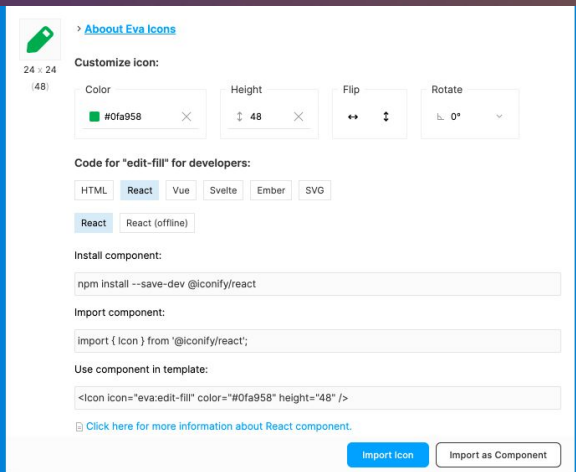 > Aboout Eva Icons
24 x 24
(48)
Customize icon:
Color
Height
Flip
Rotate
#0fa958
48
0°
Code for "edit-fill" for developers:
HTML React Vue Svelte Ember SVG
React React (offline)
Install component:
npm install --save-dev @iconify/react
Import component:
import { Icon } from '@iconify/react';
Use component in template:
<Icon icon="eva:edit-fill" color="#0fa958" height="48" />
Click here for more information about React component.
Import Icon
Import as Component